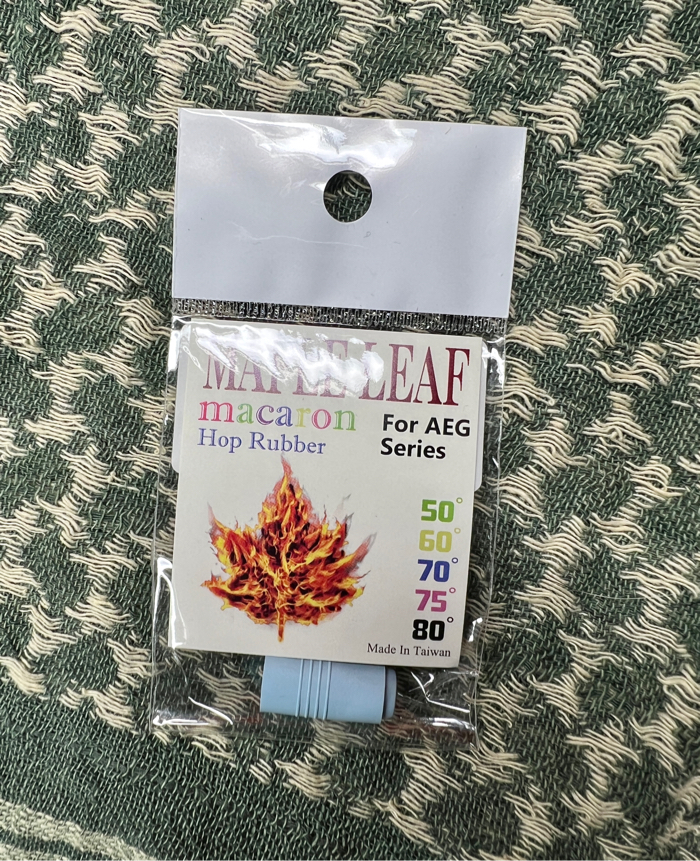 MAPLE LEAF
macaron
Hop Rubber
For AEG
Series
50°
60°
70°
75°
80°
Made In Taiwan